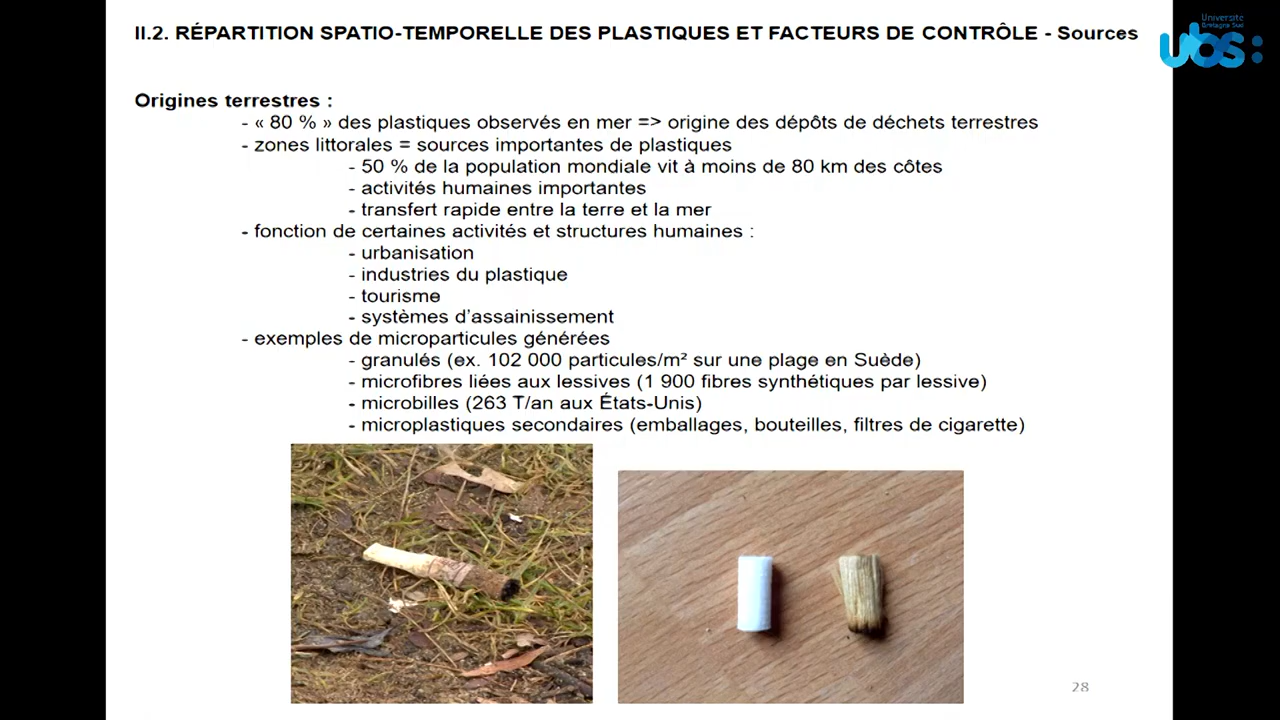 II.2. RÉPARTITION SPATIO-TEMPORELLE DES PLASTIQUES ET FACTEURS DE CONTRÔLE - Sources
Université
Bretagne Sud
ubs:
Origines terrestres :
- « 80 % » des plastiques observés en mer => origine des dépôts de déchets terrestres
- zones littorales = sources importantes de plastiques
- 50 % de la population mondiale vit à moins de 80 km des côtes
- activités humaines importantes
- transfert rapide entre la terre et la mer
- fonction de certaines activités et structures humaines :
- urbanisation
- industries du plastique
- tourisme
- systèmes d'assainissement
- exemples de microparticules générées
- granulés (ex. 102 000 particules/m² sur une plage en Suède)
- microfibres liées aux lessives (1 900 fibres synthétiques par lessive)
- microbilles (263 T/an aux États-Unis)
- microplastiques secondaires (emballages, bouteilles, filtres de cigarette)
28